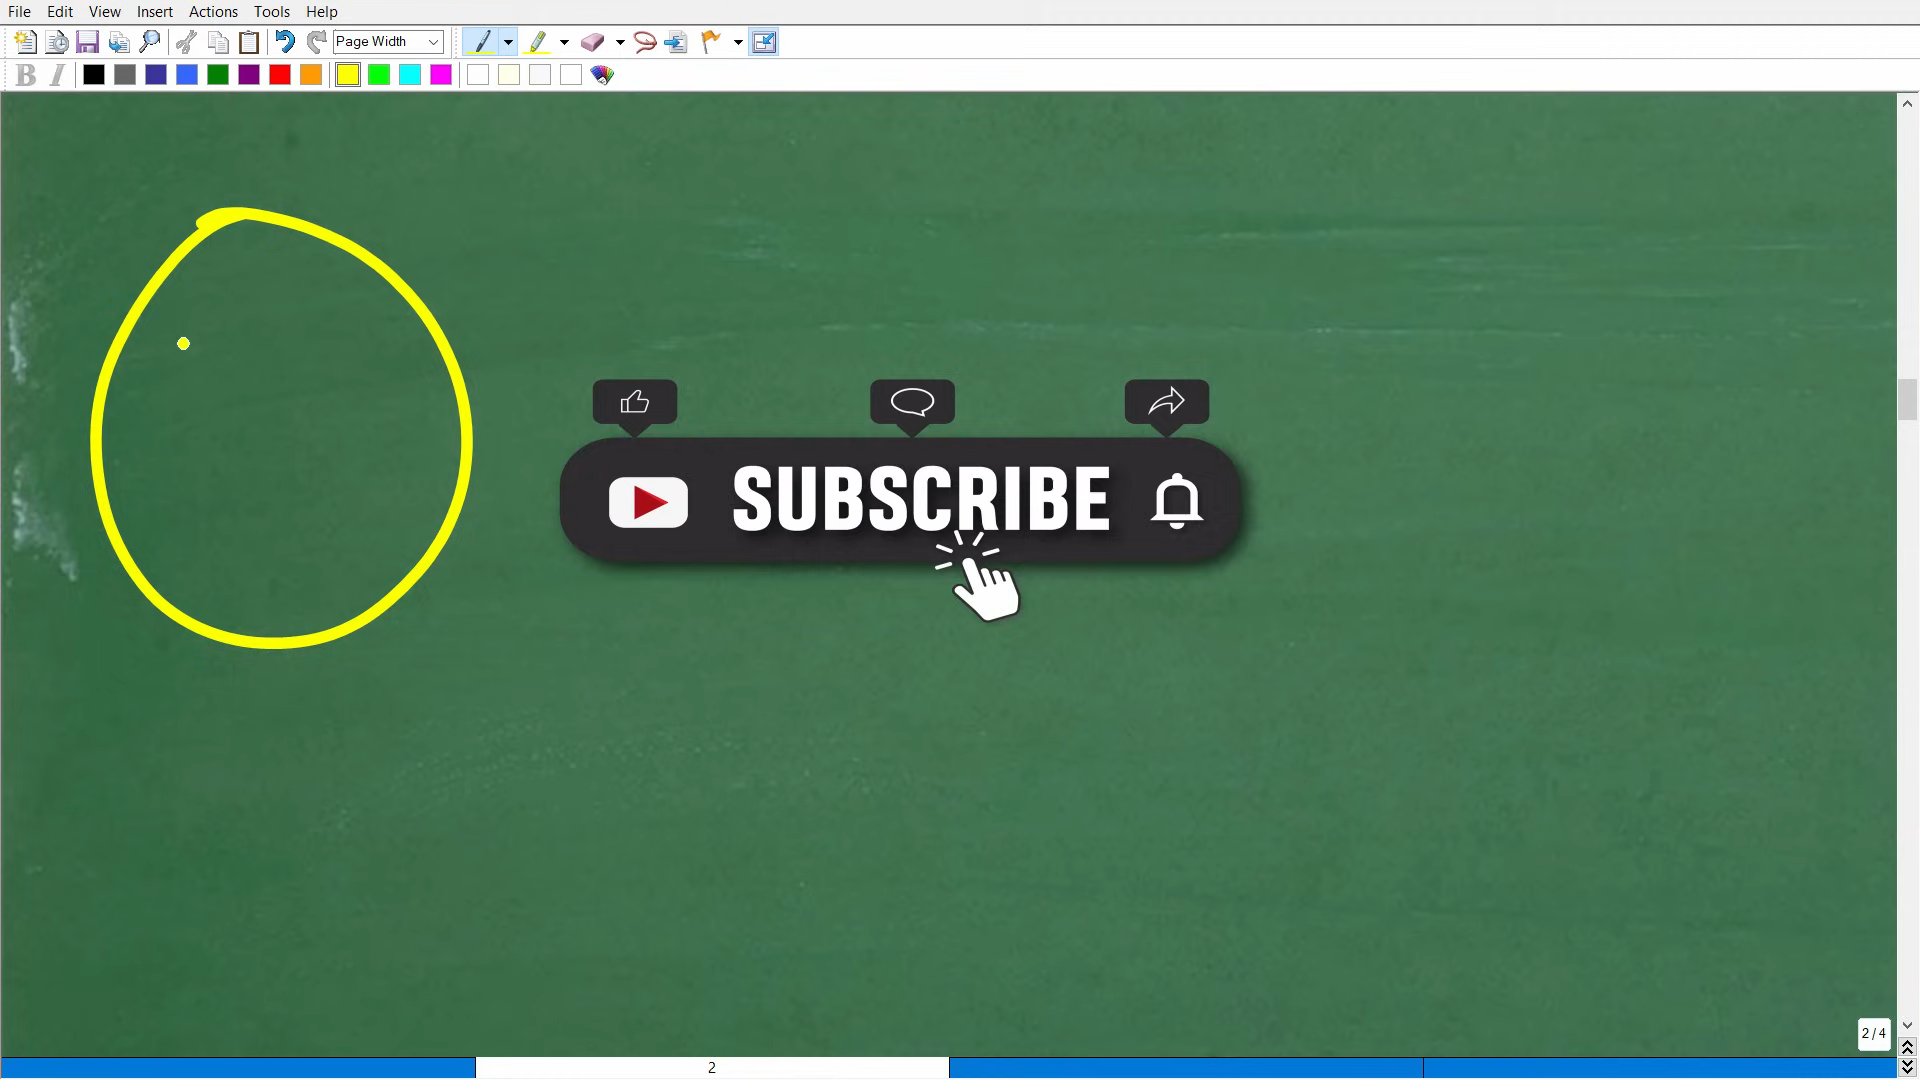 File Edit View Insert Actions Tools Help
Page Width
B I
SUBSCRIBE
2 / 4
2